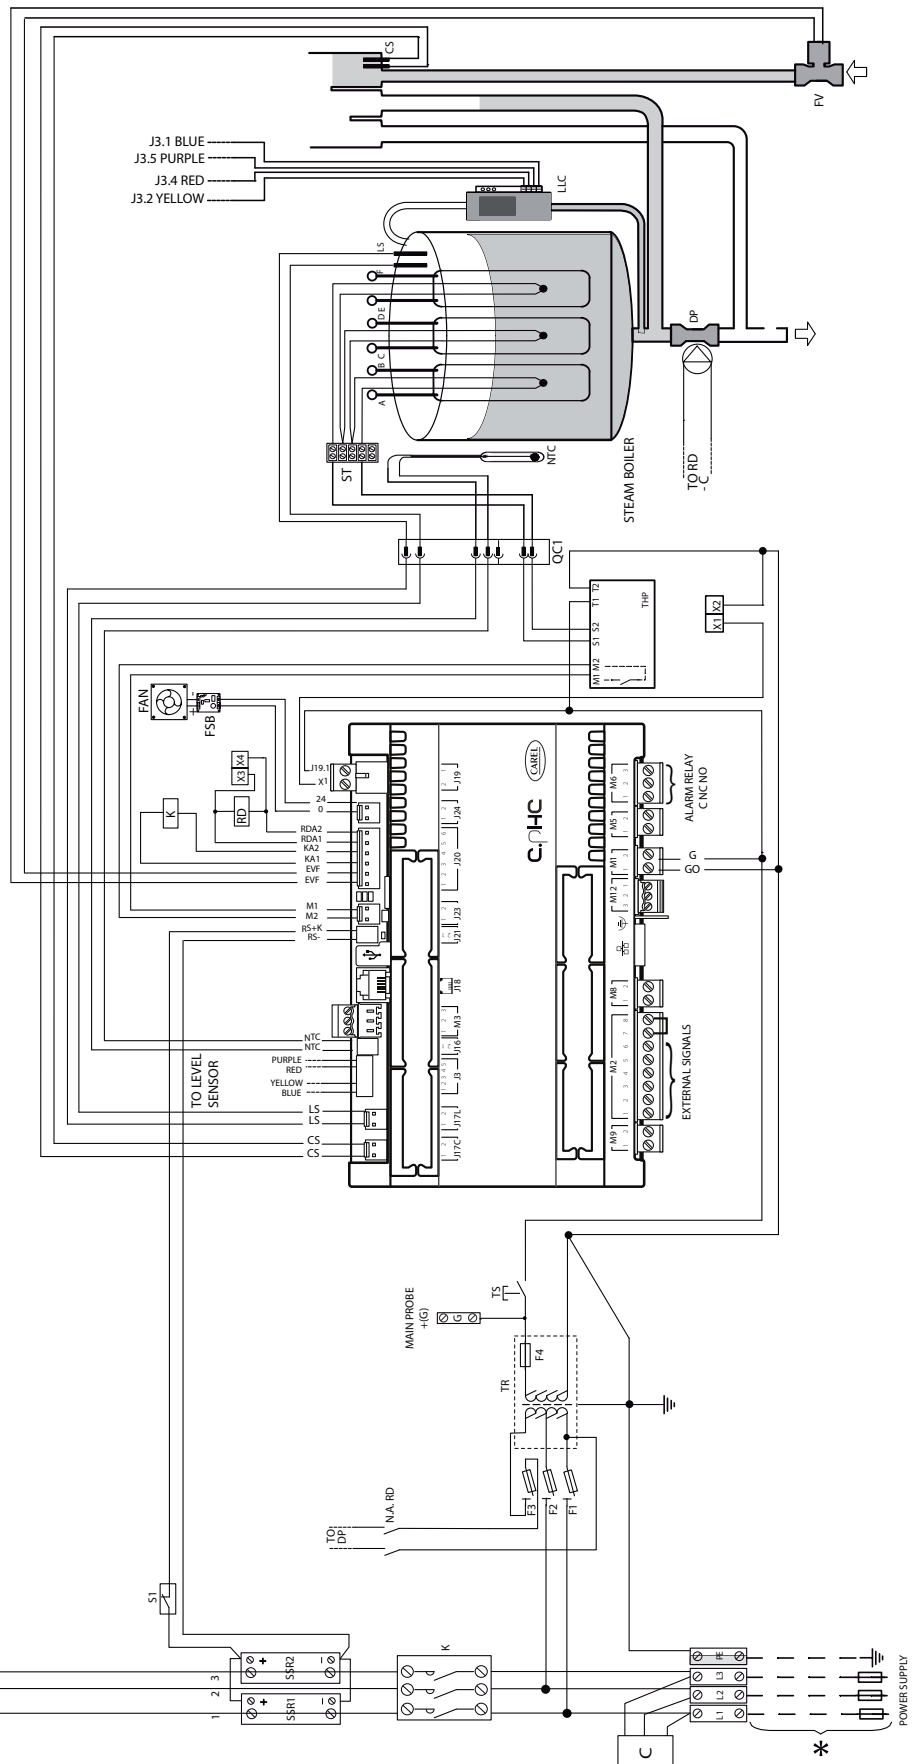 CS
FV
J3.1 BLUE
J3.5 PURPLE
J3.4 RED
J3.2 YELLOW
LLC
LS
F
D E
B C
A
DP
ST
NTC
STEAM BOILER
TO RD
- C
QC1
T1 T2
S1 S2
M1 M2
THP
X1 X2
FAN
+ -
FSB
X3 X4
RD
K
J19.1
X1
24
0
RDA2
RDA1
KA2
KA1
EVF
EVF
M1
M2
RS+K
RS-
NTC
NTC
PURPLE
RED
YELLOW
BLUE
TO LEVEL
SENSOR
LS
LS
CS
CS
J19
J24
J20
J23
J21
J18
M3
J16
J3
J17L
J17C
CAREL
c.pHC
M6
M5
M1
M12
M8
M2
M9
ALARM RELAY
C NC NO
G
GO
EXTERNAL SIGNALS
TS
MAIN PROBE
+(G)
G
F4
TR
F3
F2
F1
TO
DP
N.A. RD
S1
+ SSR2 -
+ SSR1 -
1 2 3
K
PE
L3
L2
L1
C
*
POWER SUPPLY